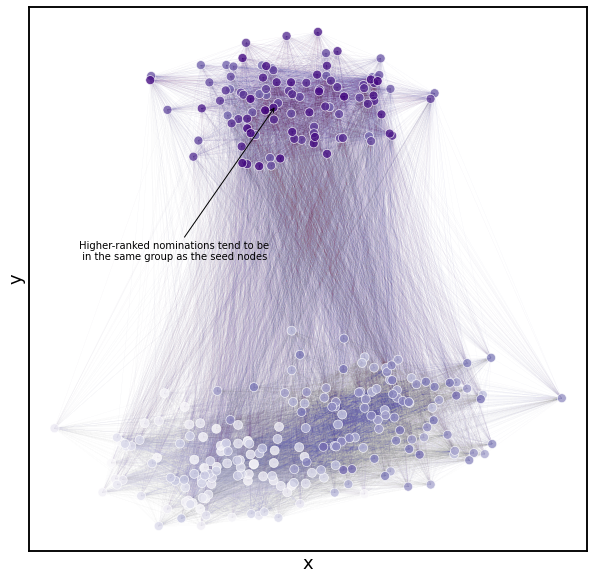 Higher-ranked nominations tend to be
in the same group as the seed nodes
y
x